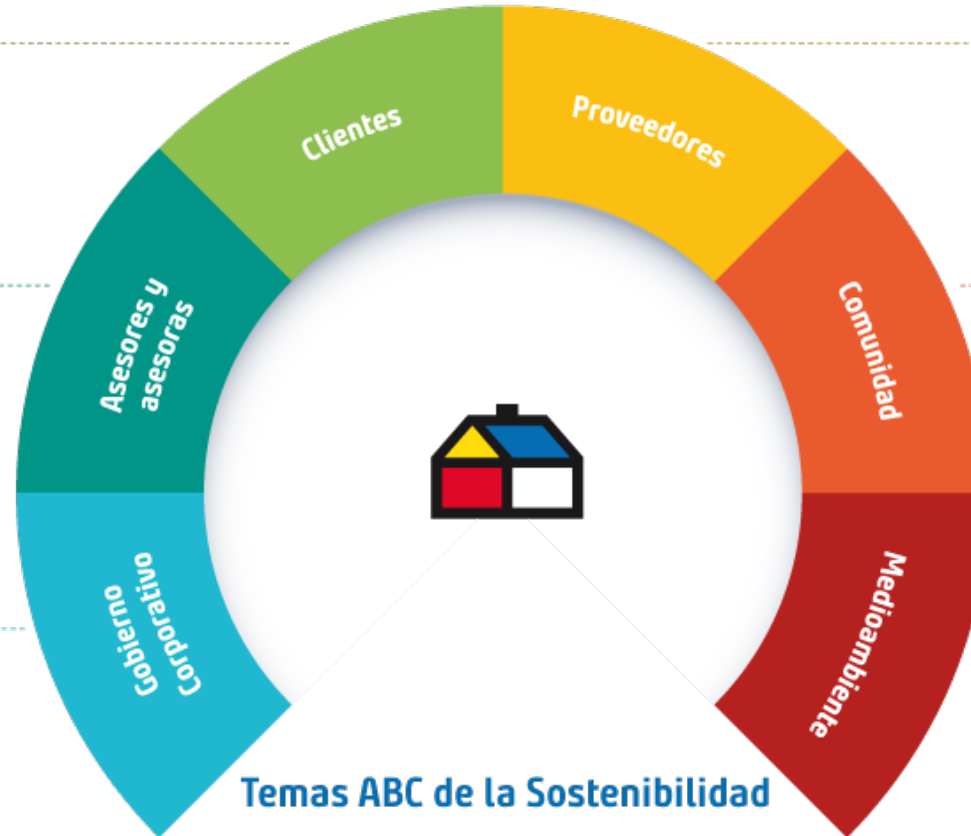 Clientes
Proveedores
Asesores y
asesoras
Comunidad
Gobierno
Corporativo
Medioambiente
Temas ABC de la Sostenibilidad